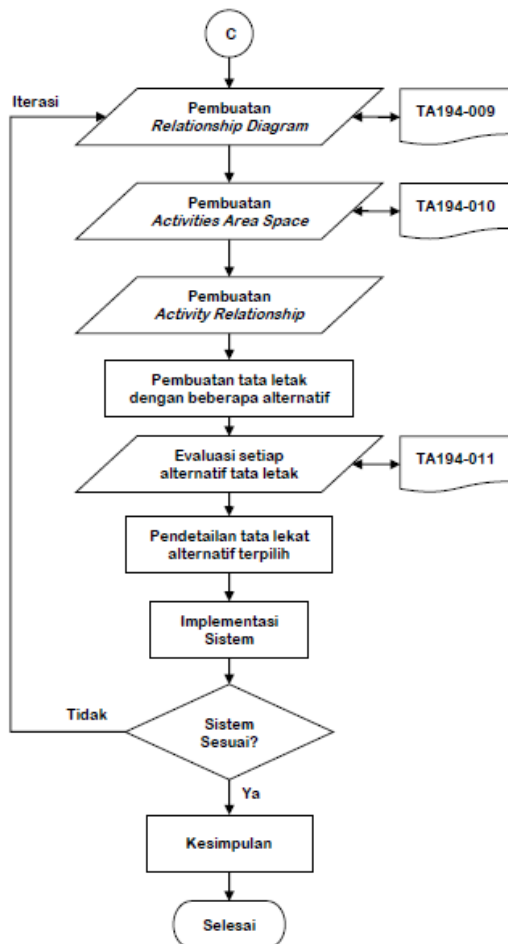 C
Iterasi
Pembuatan
Relationship Diagram
TA194-009
Pembuatan
Activities Area Space
TA194-010
Pembuatan
Activity Relationship
Pembuatan tata letak
dengan beberapa alternatif
Evaluasi setiap
alternatif tata letak
TA194-011
Pendetailan tata lekat
alternatif terpilih
Implementasi
Sistem
Tidak
Sistem
Sesuai?
Ya
Kesimpulan
Selesai